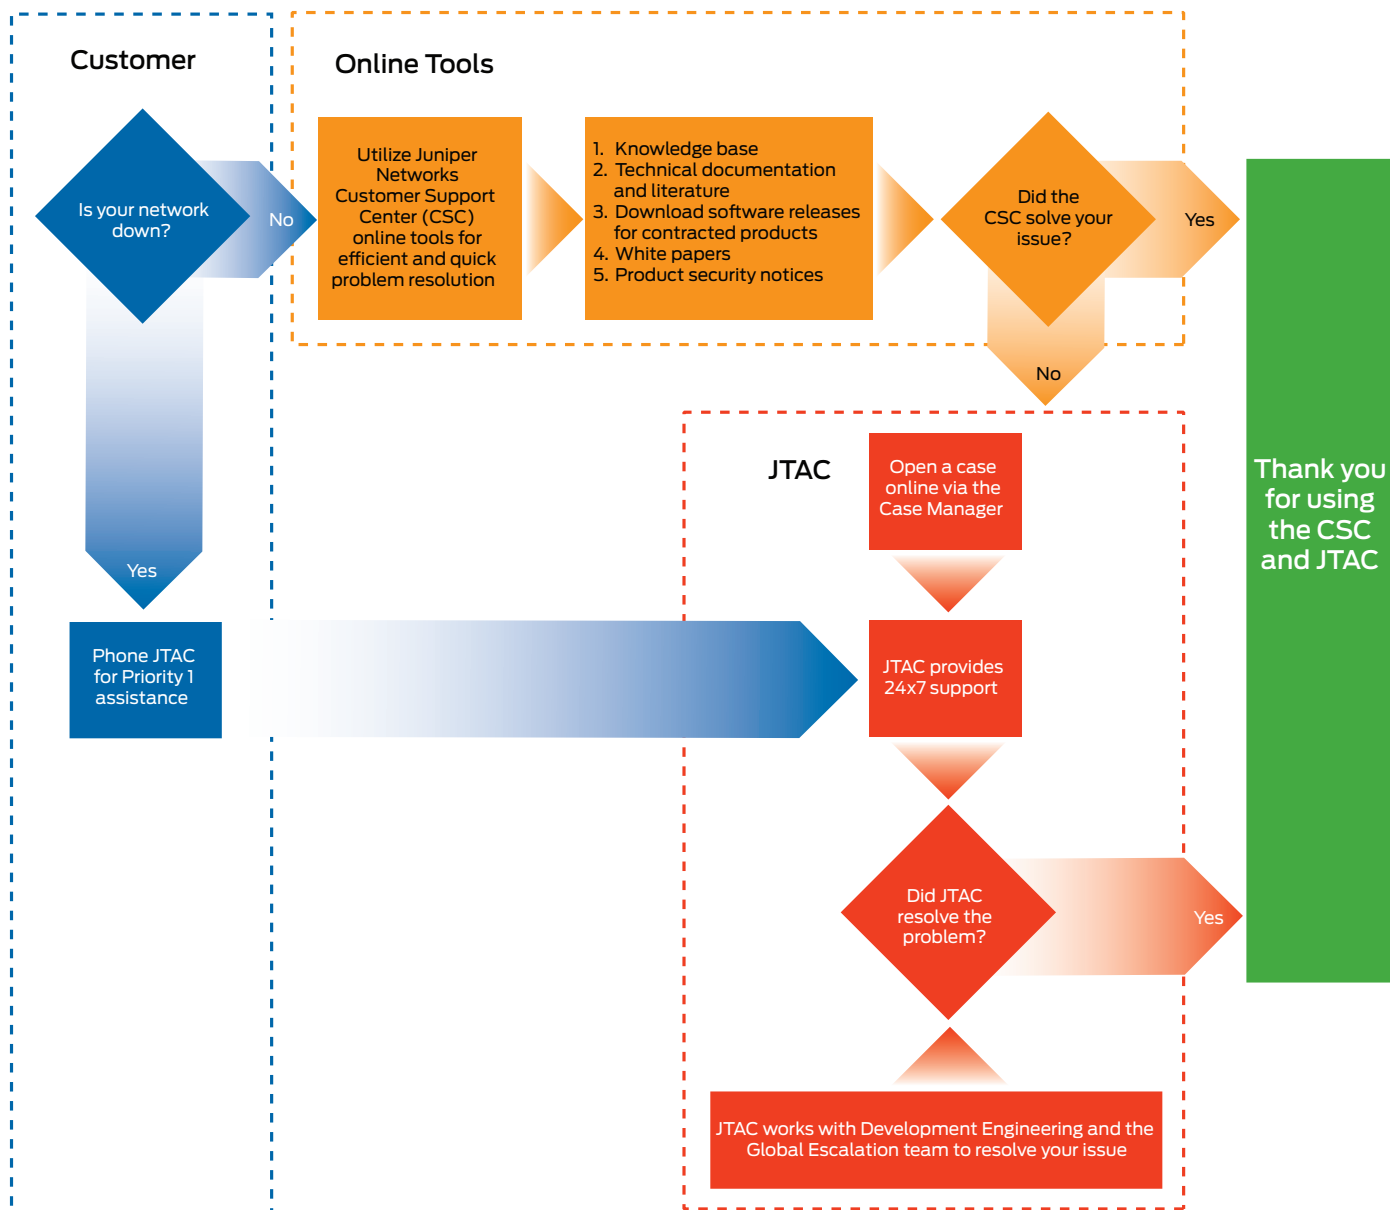 Customer
Is your network
down?
No
Yes
Phone JTAC
for Priority 1
assistance
Online Tools
Utilize Juniper
Networks
Customer Support
Center (CSC)
online tools for
efficient and quick
problem resolution
1. Knowledge base
2. Technical documentation
and literature
3. Download software releases
for contracted products
4. White papers
5. Product security notices
Did the
CSC solve your
issue?
Yes
No
JTAC
Open a case
online via the
Case Manager
JTAC provides
24x7 support
Did JTAC
resolve the
problem?
Yes
JTAC works with Development Engineering and the
Global Escalation team to resolve your issue
Thank you
for using
the CSC
and JTAC